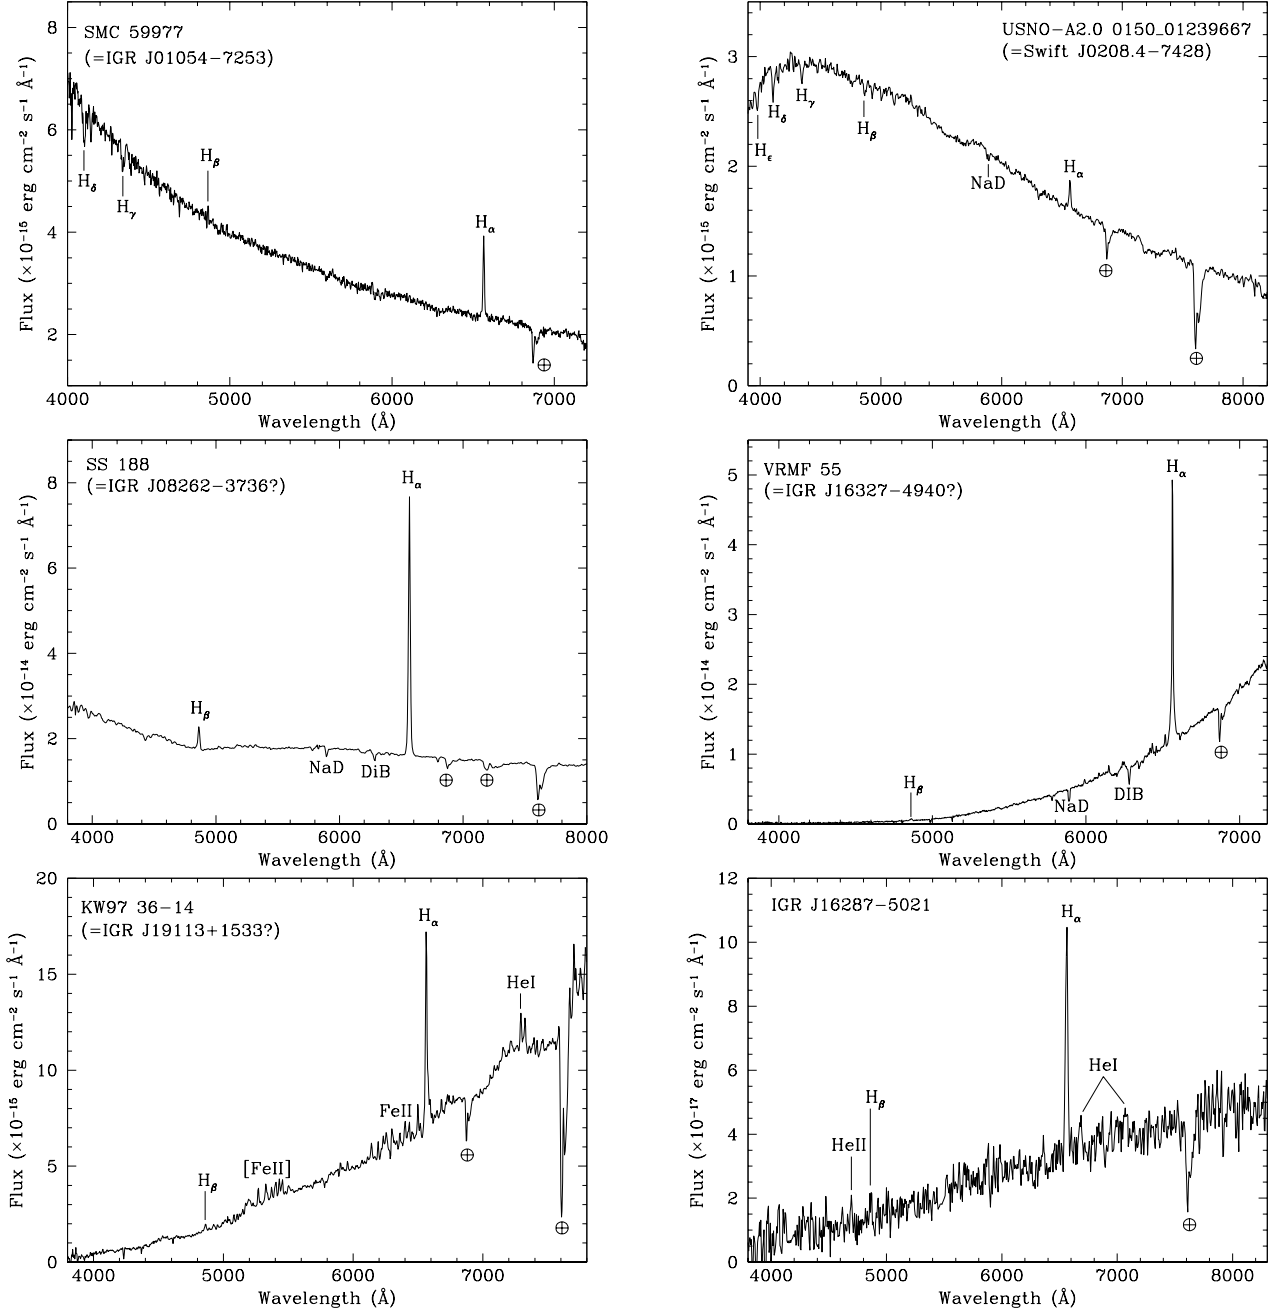 SMC 59977
(=IGR J01054−7253)
Hδ
Hγ
Hβ
Hα
⊕
8
6
4
2
4000 5000 6000 7000
Wavelength (Å)
Flux (×10⁻¹⁵ erg cm⁻² s⁻¹ Å⁻¹)
USNO−A2.0 0150_01239667
(=Swift J0208.4−7428)
Hε
Hδ
Hγ
Hβ
NaD
Hα
⊕
⊕
3
2
1
0
4000 5000 6000 7000 8000
Wavelength (Å)
Flux (×10⁻¹⁵ erg cm⁻² s⁻¹ Å⁻¹)
SS 188
(=IGR J08262−3736?)
Hα
Hβ
NaD DiB
⊕ ⊕
⊕
8
6
4
2
0
4000 5000 6000 7000 8000
Wavelength (Å)
Flux (×10⁻¹⁴ erg cm⁻² s⁻¹ Å⁻¹)
VRMF 55
(=IGR J16327−4940?)
Hα
Hβ
NaD DIB
⊕
5
4
3
2
1
0
4000 5000 6000 7000
Wavelength (Å)
Flux (×10⁻¹⁴ erg cm⁻² s⁻¹ Å⁻¹)
KW97 36−14
(=IGR J19113+1533?)
Hα
HeI
FeII
[FeII]
Hβ
⊕
⊕
20
15
10
5
0
4000 5000 6000 7000
Wavelength (Å)
Flux (×10⁻¹⁵ erg cm⁻² s⁻¹ Å⁻¹)
IGR J16287−5021
Hα
HeI
Hβ
HeII
⊕
12
10
8
6
4
2
0
4000 5000 6000 7000 8000
Wavelength (Å)
Flux (×10⁻¹⁷ erg cm⁻² s⁻¹ Å⁻¹)